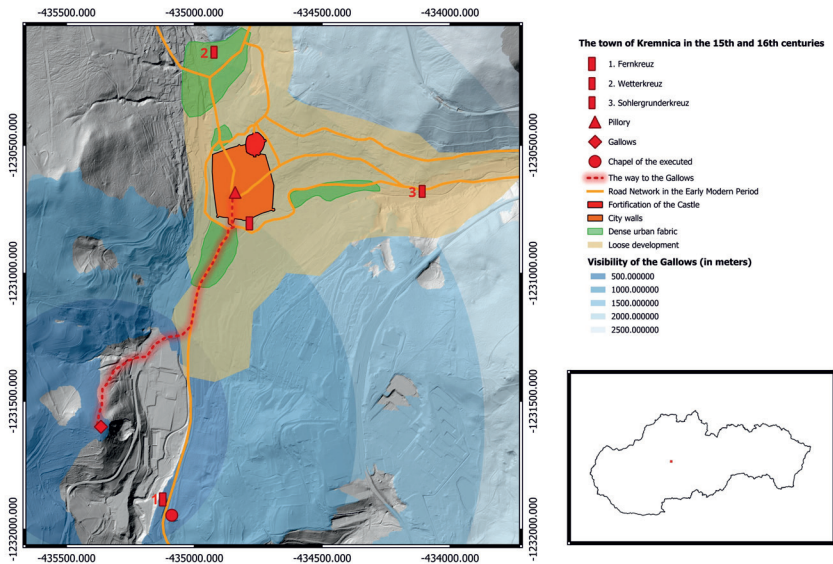 -435500.000 -435000.000 -434500.000 -434000.000
-1230500.000
-1231000.000
-1231500.000
-1232000.000
2
3
1
-1230500.000
-1231000.000
-1231500.000
-1232000.000
-435500.000 -435000.000 -434500.000 -434000.000
The town of Kremnica in the 15th and 16th centuries
1. Fernkreuz
2. Wetterkreuz
3. Sohlergrunderkreuz
Pillory
Gallows
Chapel of the executed
The way to the Gallows
Road Network in the Early Modern Period
Fortification of the Castle
City walls
Dense urban fabric
Loose development
Visibility of the Gallows (in meters)
500.000000
1000.000000
1500.000000
2000.000000
2500.000000